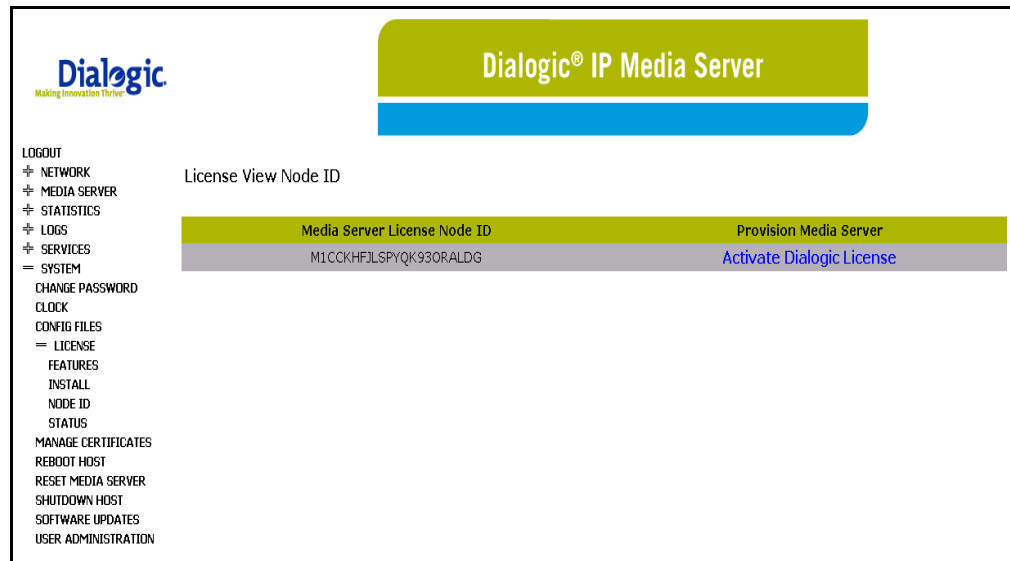 Dialogic.
Making Innovation Thrive™
Dialogic® IP Media Server
LOGOUT
NETWORK
MEDIA SERVER
STATISTICS
LOGS
SERVICES
SYSTEM
CHANGE PASSWORD
CLOCK
CONFIG FILES
LICENSE
FEATURES
INSTALL
NODE ID
STATUS
MANAGE CERTIFICATES
REBOOT HOST
RESET MEDIA SERVER
SHUTDOWN HOST
SOFTWARE UPDATES
USER ADMINISTRATION
License View Node ID
Media Server License Node ID Provision Media Server
M1CCKHFJLSPYQK930RALDG Activate Dialogic License